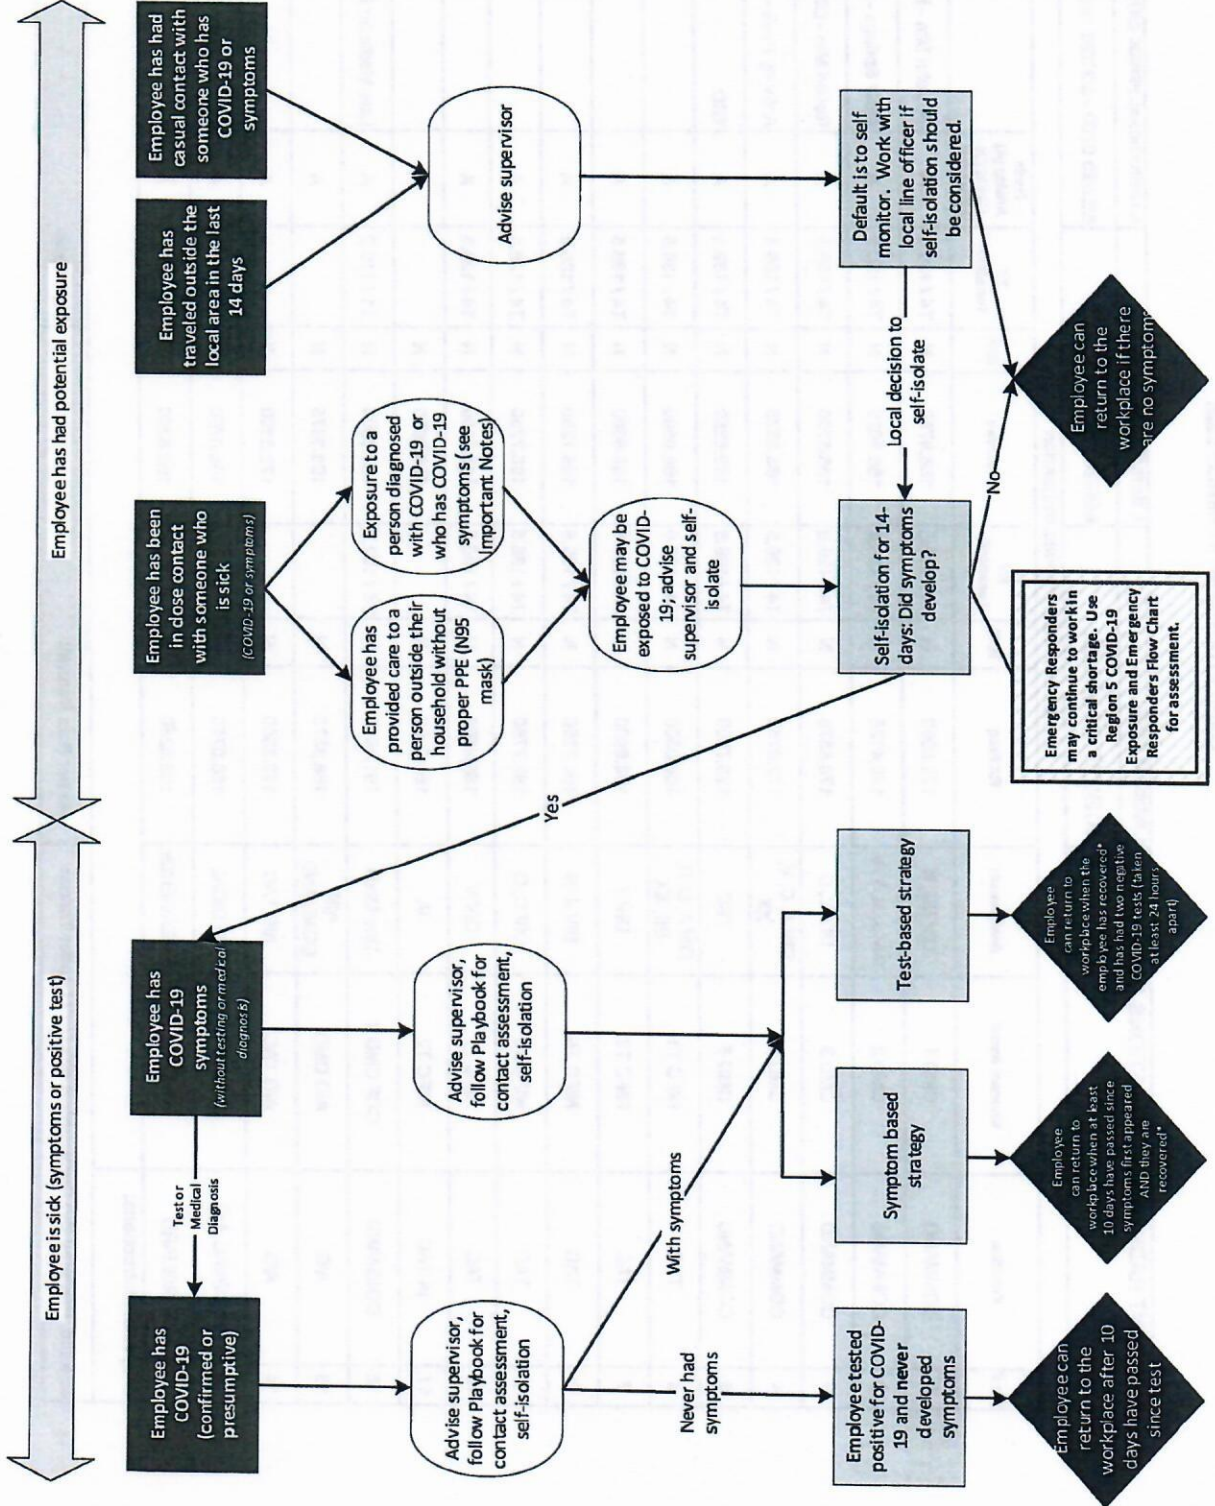 Employee is sick (symptoms or positive test)
Employee has had potential exposure
Employee has
COVID-19
(confirmed or
presumptive)
Test or
Medical
Diagnosis
Employee has
COVID-19
symptoms
(without testing or medical
diagnosis)
Employee has been
in close contact
with someone who
is sick
(COVID-19 or symptoms)
Employee has
traveled outside the
local area in the last
14 days
Employee has had
casual contact with
someone who has
COVID-19 or
symptoms
Advise supervisor,
follow Playbook for
contact assessment,
self-isolation
Advise supervisor,
follow Playbook for
contact assessment,
self-isolation
Employee has
provided care to a
person outside their
household without
proper PPE (N95
mask)
Exposure to a
person diagnosed
with COVID-19 or
who has COVID-19
symptoms (see
Important Notes)
Advise supervisor
Employee may be
exposed to COVID-
19; advise
supervisor and self-
isolate
Yes
With symptoms
Never had
symptoms
Employee tested
positive for COVID-
19 and never
developed
symptoms
Symptom based
strategy
Test-based strategy
Self-isolation for 14-
days: Did symptoms
develop?
Local decision to
self-isolate
Default is to self
monitor. Work with
local line officer if
self-isolation should
be considered.
No
Employee can
return to the
workplace after 10
days have passed
since test
Employee
can return to
workplace when at least
10 days have passed since
symptoms first appeared
AND they are
recovered*
Employee
can return to
workplace when the
employee has recovered*
and has had two negitive
COVID-19 tests (taken
at least 24 hours
apart)
Emergency Responders
may continue to work in
a critical shortage. Use
Region 5 COVID-19
Exposure and Emergency
Responders Flow Chart
for assessment.
Employee can
return to the
workplace if there
are no symptoms